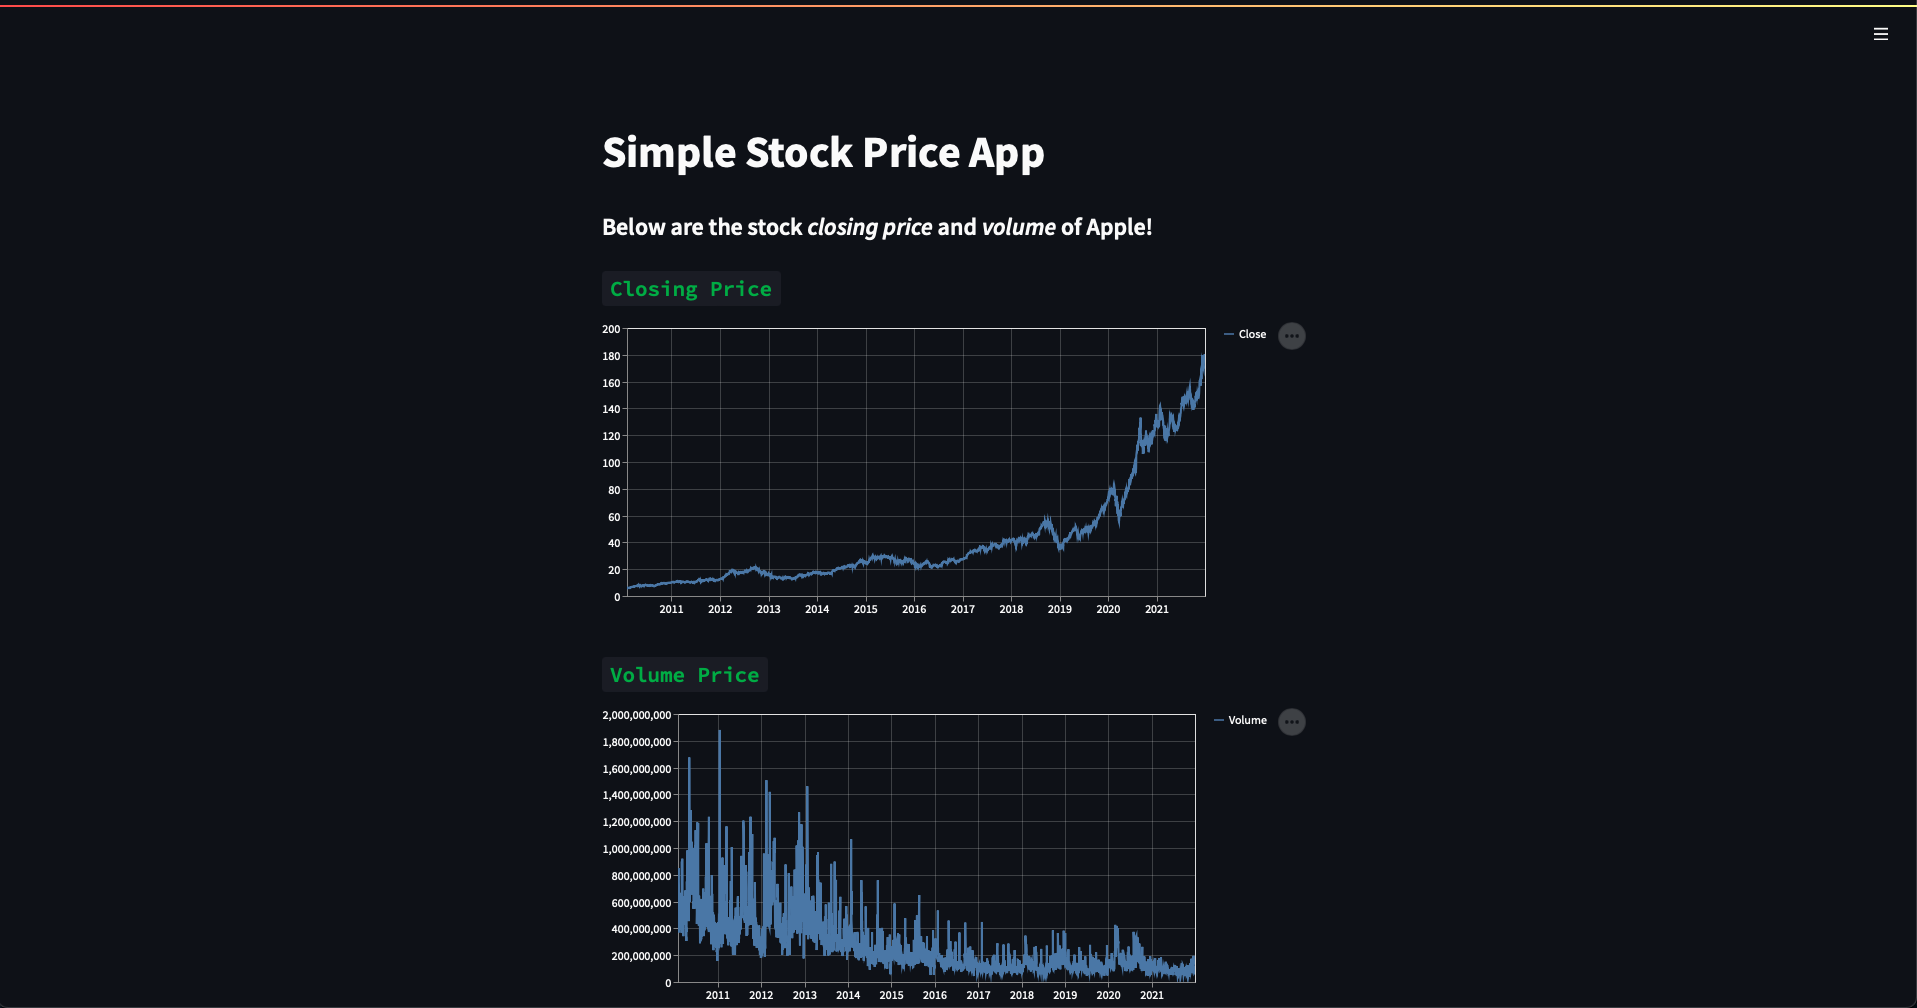 Simple Stock Price App
Below are the stock closing price and volume of Apple!
Closing Price
200
180
160
140
120
100
80
60
40
20
0
2011 2012 2013 2014 2015 2016 2017 2018 2019 2020 2021
Close
Volume Price
2,000,000,000
1,800,000,000
1,600,000,000
1,400,000,000
1,200,000,000
1,000,000,000
800,000,000
600,000,000
400,000,000
200,000,000
0
2011 2012 2013 2014 2015 2016 2017 2018 2019 2020 2021
Volume